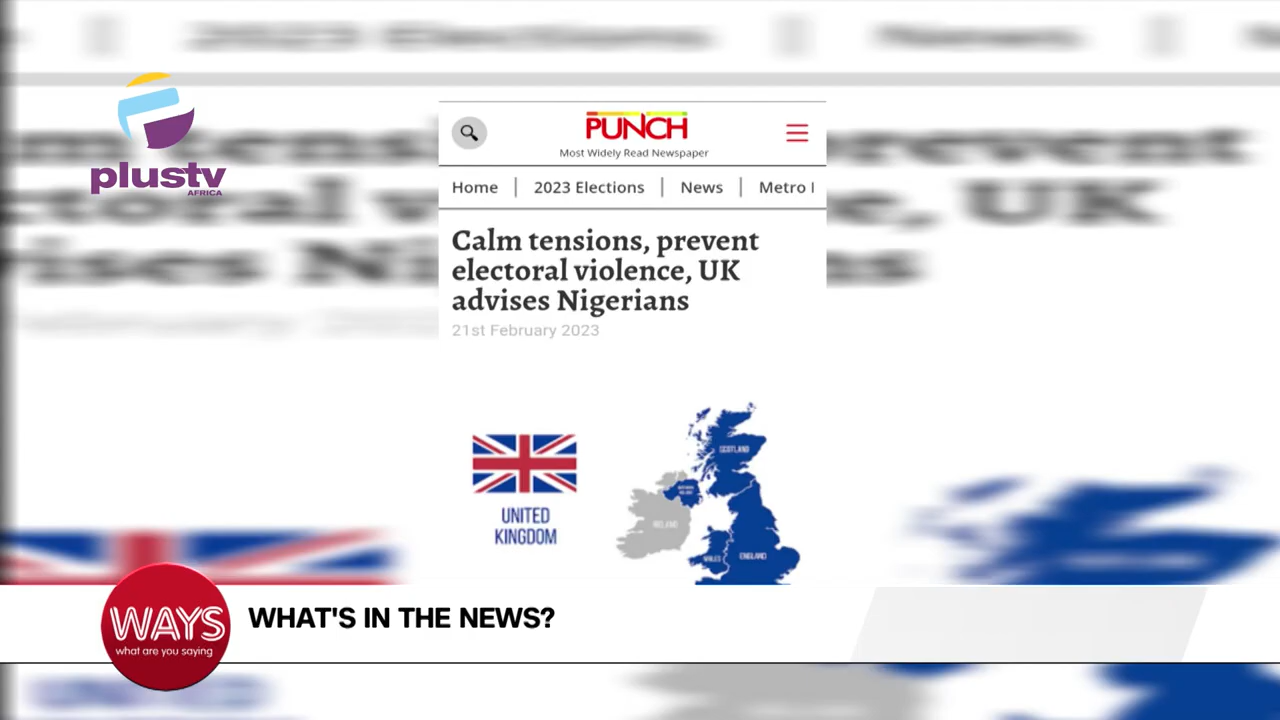 plustv
AFRICA
PUNCH
Most Widely Read Newspaper
Home | 2023 Elections | News | Metro
Calm tensions, prevent
electoral violence, UK
advises Nigerians
21st February 2023
UNITED
KINGDOM
SCOTLAND
IRELAND
WALES
ENGLAND
WAYS
what are you saying
WHAT'S IN THE NEWS?